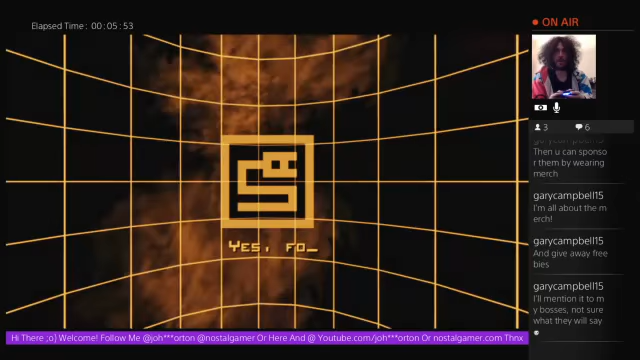 Elapsed Time: 00:05:53
ON AIR
3
6
Then u can sponso
r them by wearing
merch
garycampbell15
I'm all about the m
erch!
garycampbell15
And give away free
bies
garycampbell15
I'll mention it to m
y bosses, not sure
what they will say
Yes, fo_
Hi There ;o} Welcome! Follow Me @joh***orton @nostalgamer Or Here And @ Youtube.com/joh***orton Or nostalgamer.com Thnx